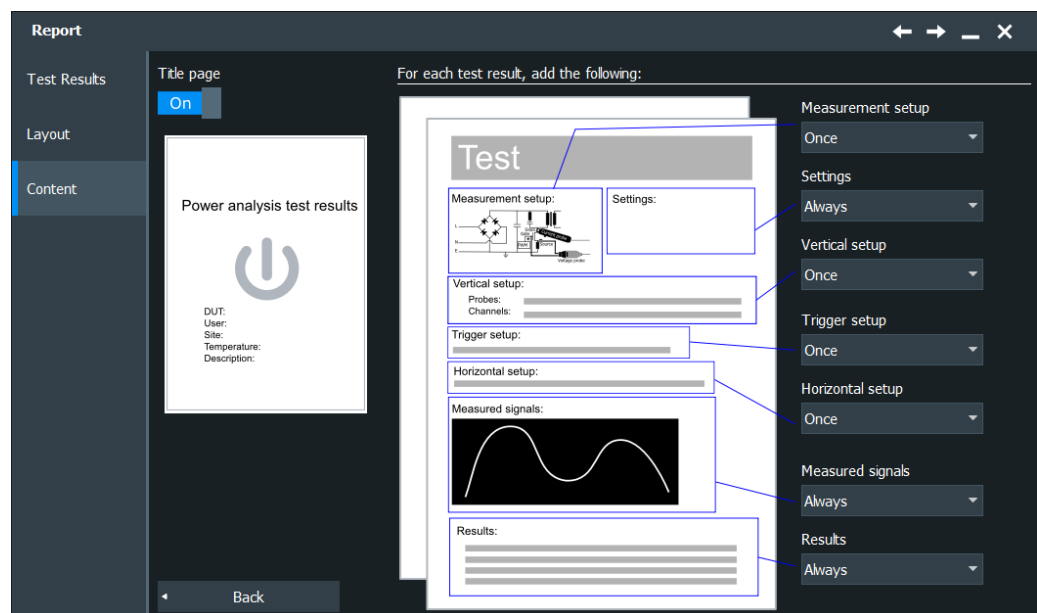 Report
Test Results
Layout
Content
Title page
On
Power analysis test results
DUT:
User:
Site:
Temperature:
Description:
Back
For each test result, add the following:
Test
Measurement setup:
L
N
E
Source
Voltage probe
Settings:
Vertical setup:
Probes:
Channels:
Trigger setup:
Horizontal setup:
Measured signals:
Results:
Measurement setup
Once
Settings
Always
Vertical setup
Once
Trigger setup
Once
Horizontal setup
Once
Measured signals
Always
Results
Always